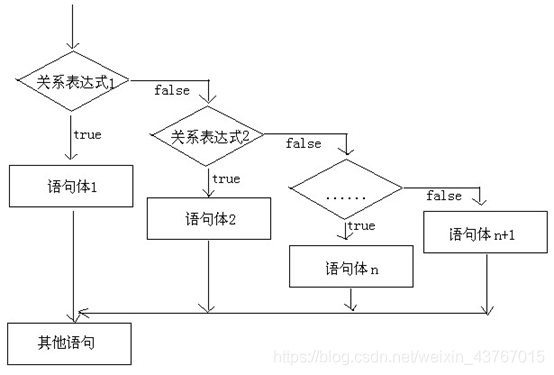 关系表达式1
false
true
关系表达式2
false
语句体1
true
......
false
语句体2
true
语句体n+1
语句体n
其他语句
https://blog.csdn.net/weixin_43767015